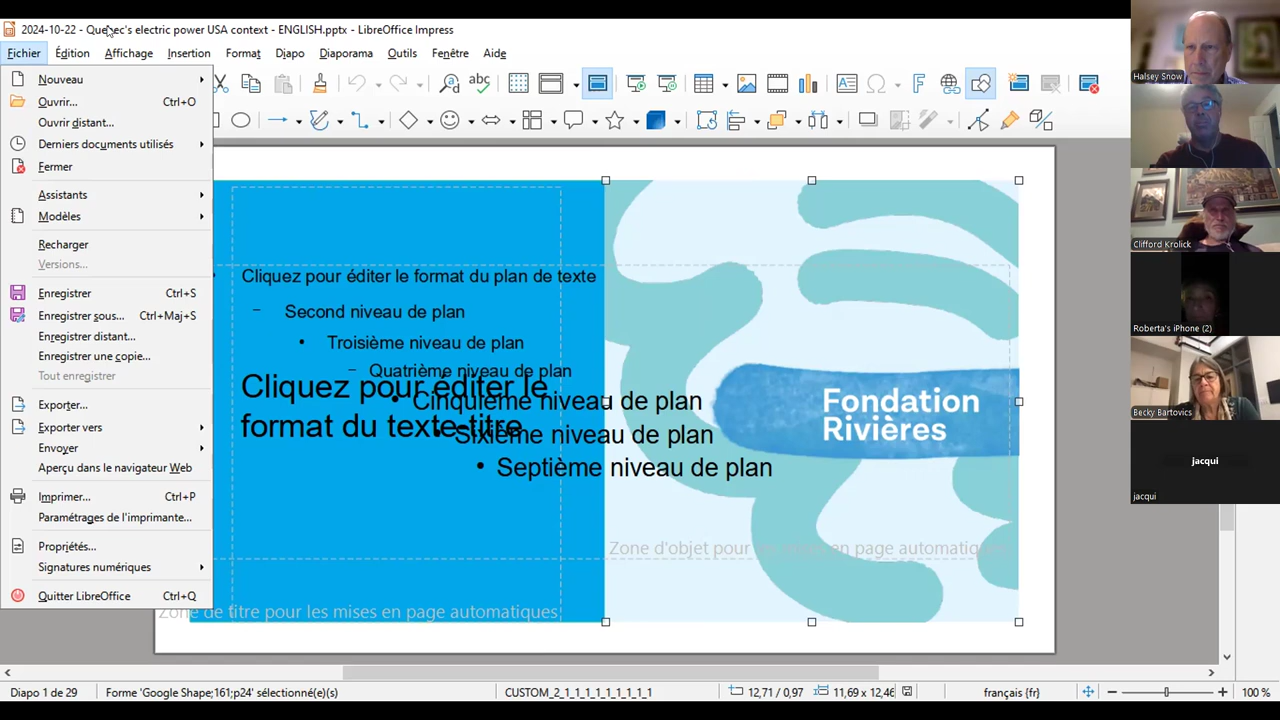 2024-10-22 - Quebec's electric power USA context - ENGLISH.pptx - LibreOffice Impress
Fichier Édition Affichage Insertion Format Diapo Diaporama Outils Fenêtre Aide
Nouveau
Ouvrir... Ctrl+O
Ouvrir distant...
Derniers documents utilisés
Fermer
Assistants
Modèles
Recharger
Versions...
Enregistrer Ctrl+S
Enregistrer sous... Ctrl+Maj+S
Enregistrer distant...
Enregistrer une copie...
Tout enregistrer
Exporter...
Exporter vers
Envoyer
Aperçu dans le navigateur Web
Imprimer... Ctrl+P
Paramétrages de l'imprimante...
Propriétés...
Signatures numériques
Quitter LibreOffice Ctrl+Q
abc
Cliquez pour éditer le format du plan de texte
Second niveau de plan
Troisième niveau de plan
Quatrième niveau de plan
Cinquième niveau de plan
Sixième niveau de plan
Septième niveau de plan
Cliquez pour éditer le
format du texte-titre
Fondation
Rivières
Zone d'objet pour les mises en page automatiques
Zone de titre pour les mises en page automatiques
Diapo 1 de 29 Forme 'Google Shape;161;p24' sélectionné(e)(s) CUSTOM_2_1_1_1_1_1_1_1_1_1 12,71 / 0,97 11,69 x 12,46 français {fr} 100 %
Halsey Snow
Clifford Krolick
Roberta's iPhone (2)
Becky Bartovics
jacqui
jacqui